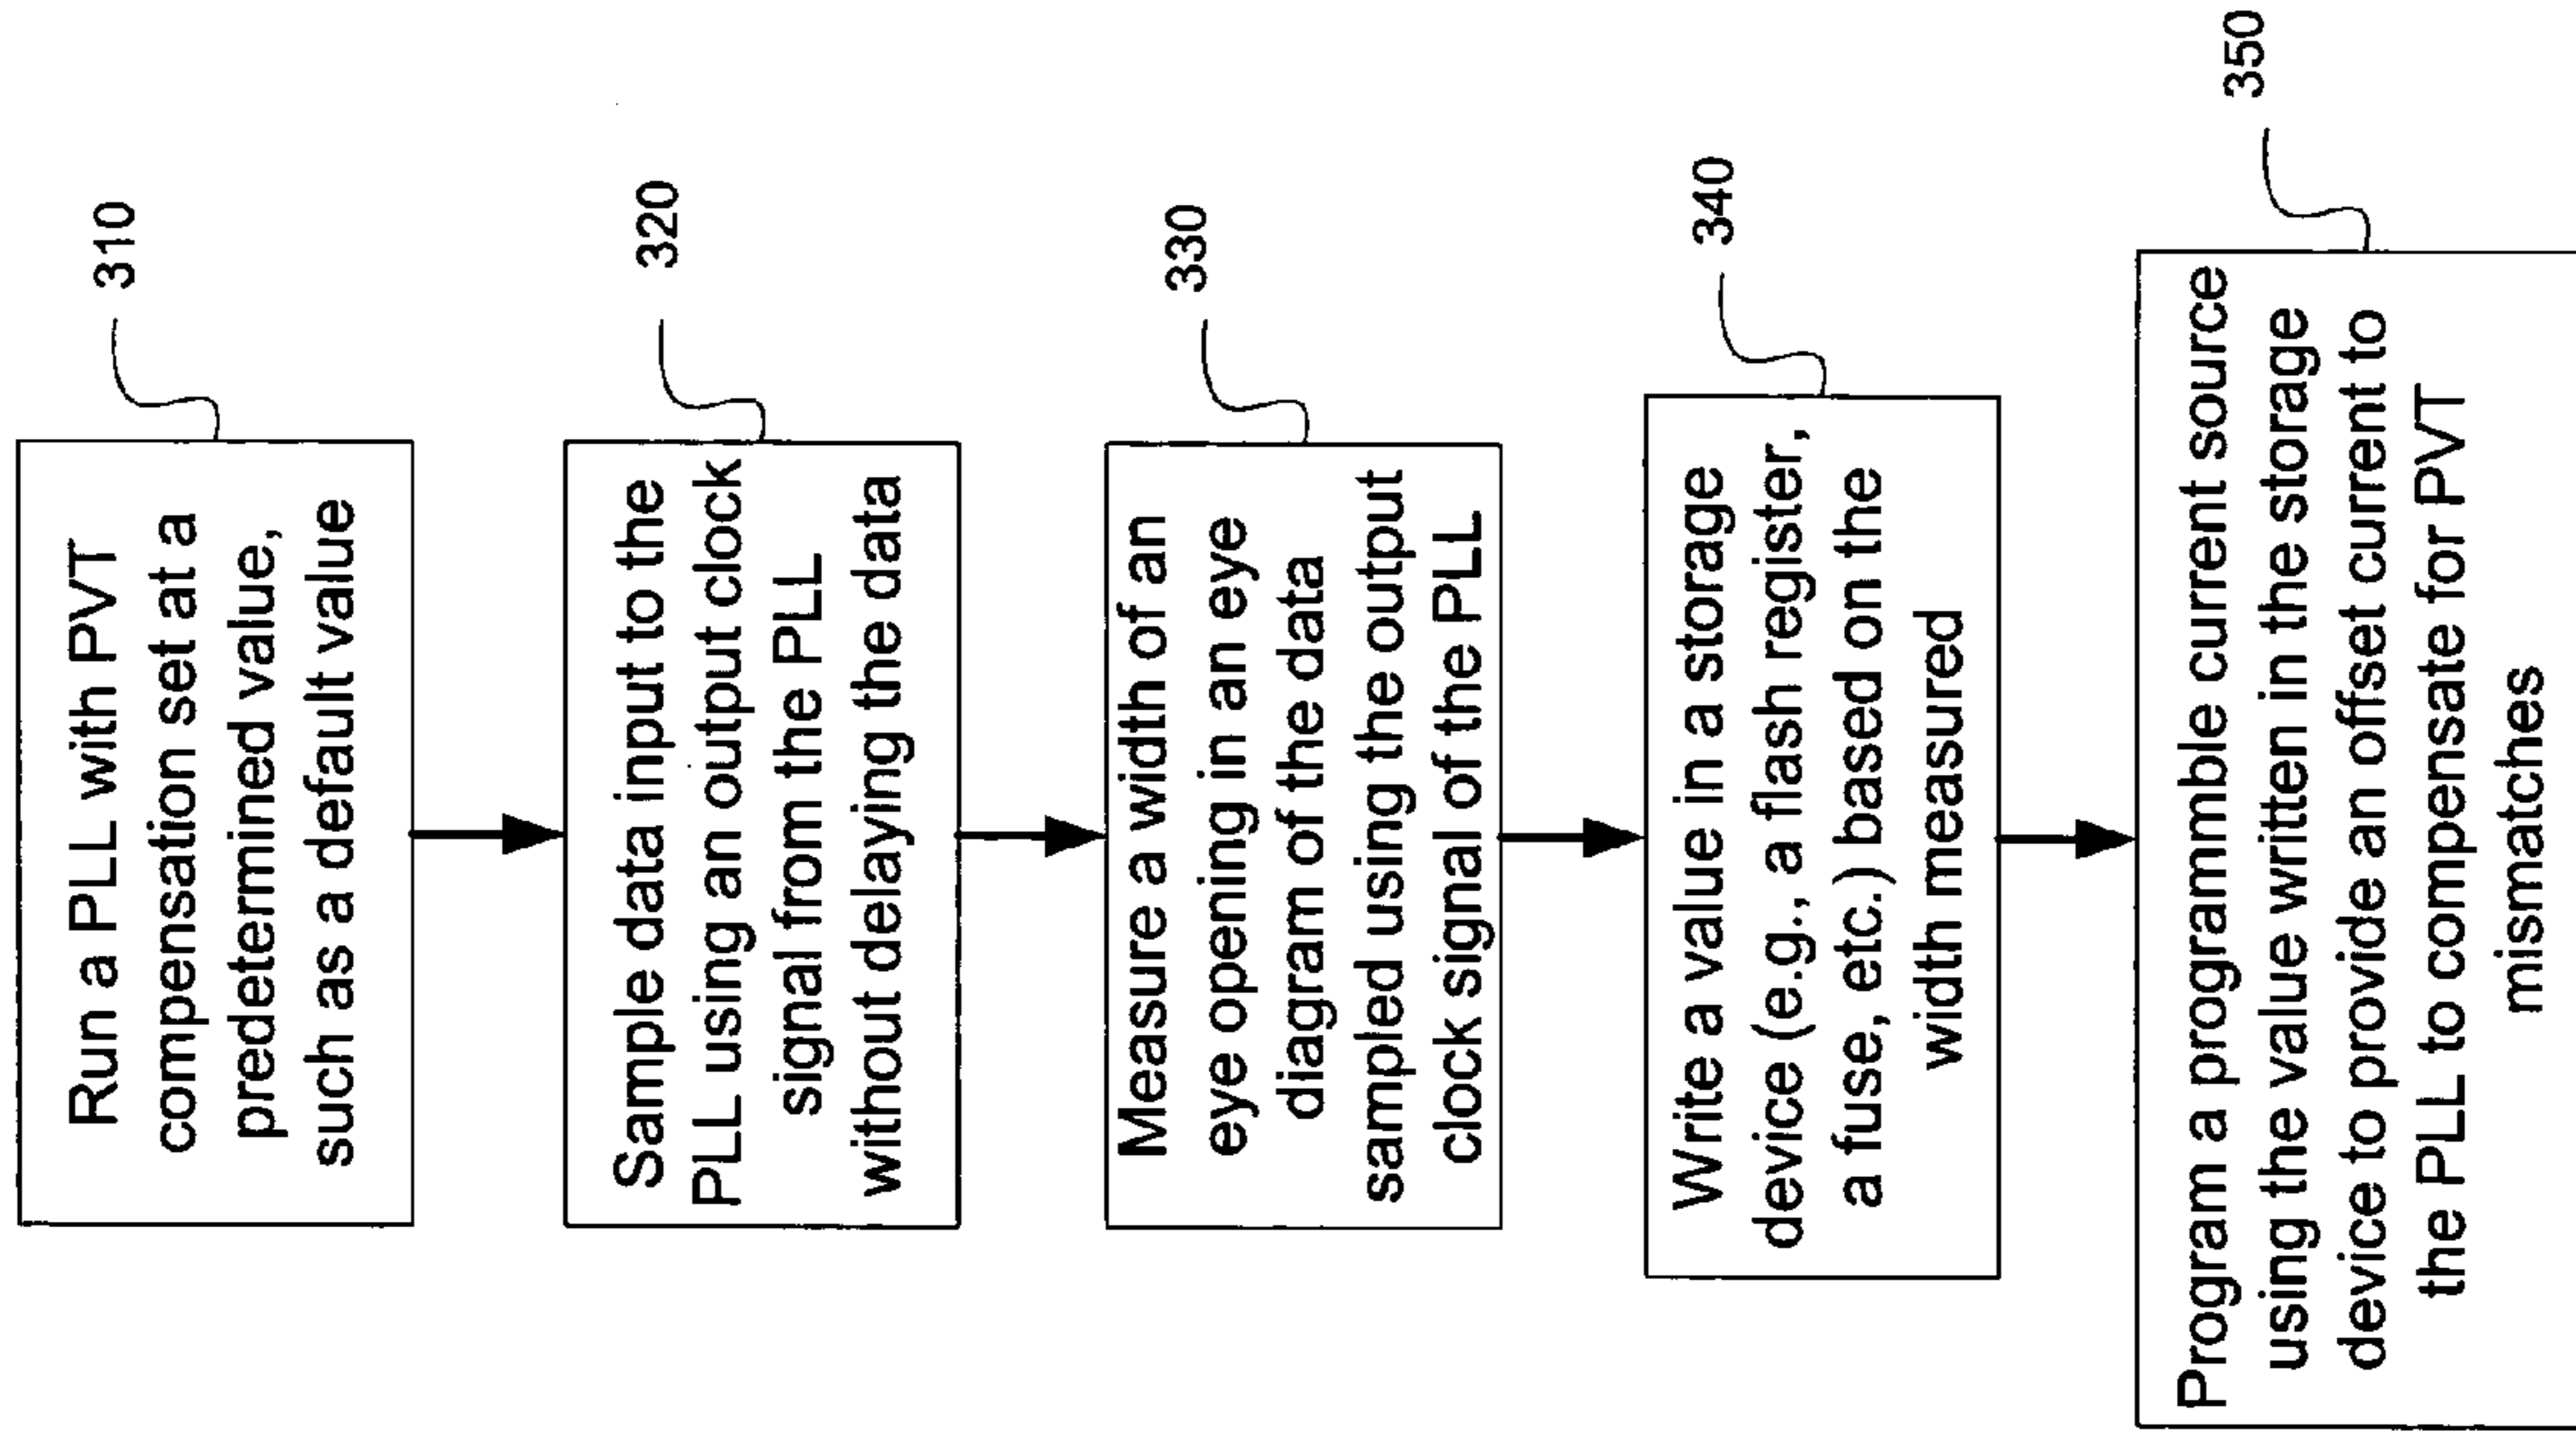 310
Run a PLL with PVT
compensation set at a
predetermined value,
such as a default value
320
Sample data input to the
PLL using an output clock
signal from the PLL
without delaying the data
330
Measure a width of an
eye opening in an eye
diagram of the data
sampled using the output
clock signal of the PLL
340
Write a value in a storage
device (e.g., a flash register,
a fuse, etc.) based on the
width measured
350
Program a programmble current source
using the value written in the storage
device to provide an offset current to
the PLL to compensate for PVT
mismatches